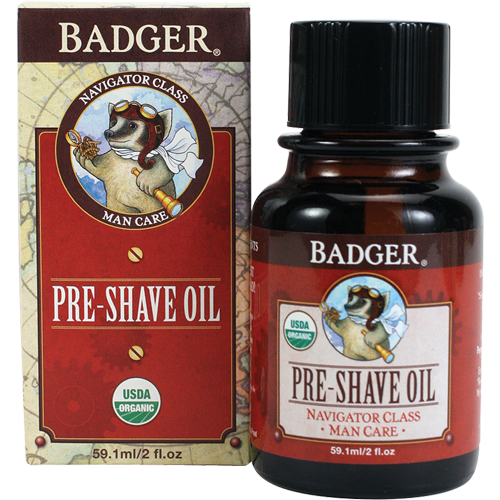 BADGER®
NAVIGATOR CLASS
MAN CARE
PRE-SHAVE OIL
USDA
ORGANIC
59.1ml/2 fl.oz
BADGER®
USDA
ORGANIC
PRE-SHAVE OIL
NAVIGATOR CLASS
• MAN CARE •
59.1ml/2 fl.oz